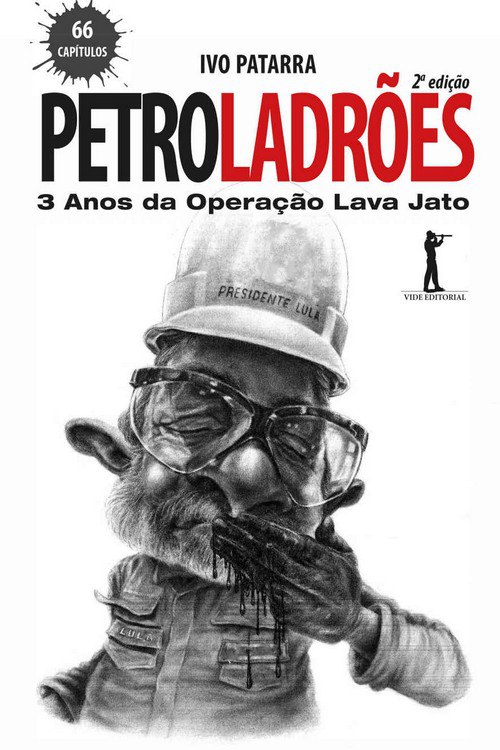 66
CAPÍTULOS
IVO PATARRA
2ª edição
PETROLADRÕES
3 Anos da Operação Lava Jato
VIDE EDITORIAL
PRESIDENTE LULA
LULA